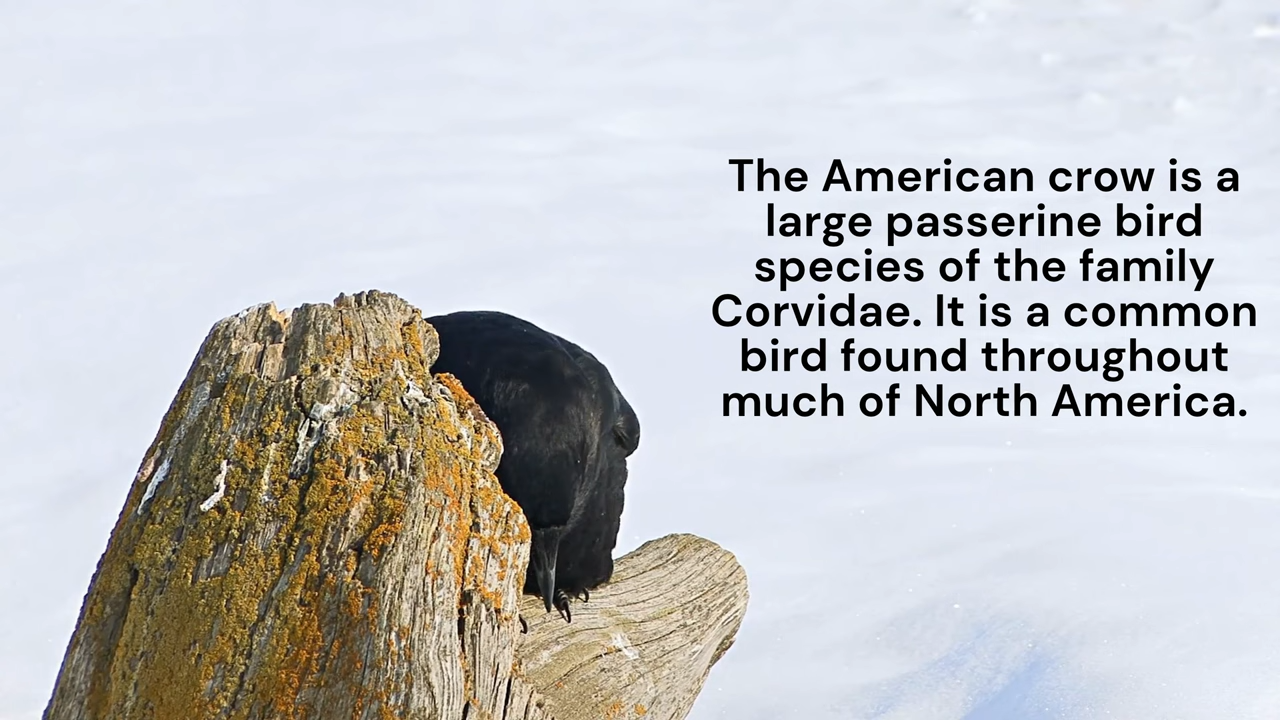 The American crow is a
large passerine bird
species of the family
Corvidae. It is a common
bird found throughout
much of North America.